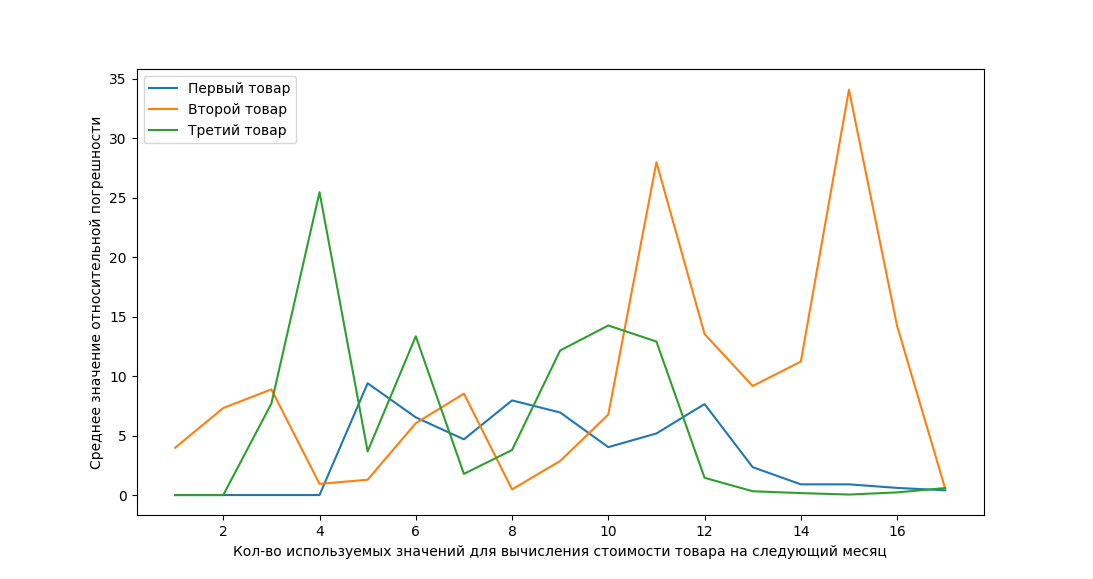 Первый товар
Второй товар
Третий товар
Среднее значение относительной погрешности
35
30
25
20
15
10
5
0
2 4 6 8 10 12 14 16
Кол-во используемых значений для вычисления стоимости товара на следующий месяц